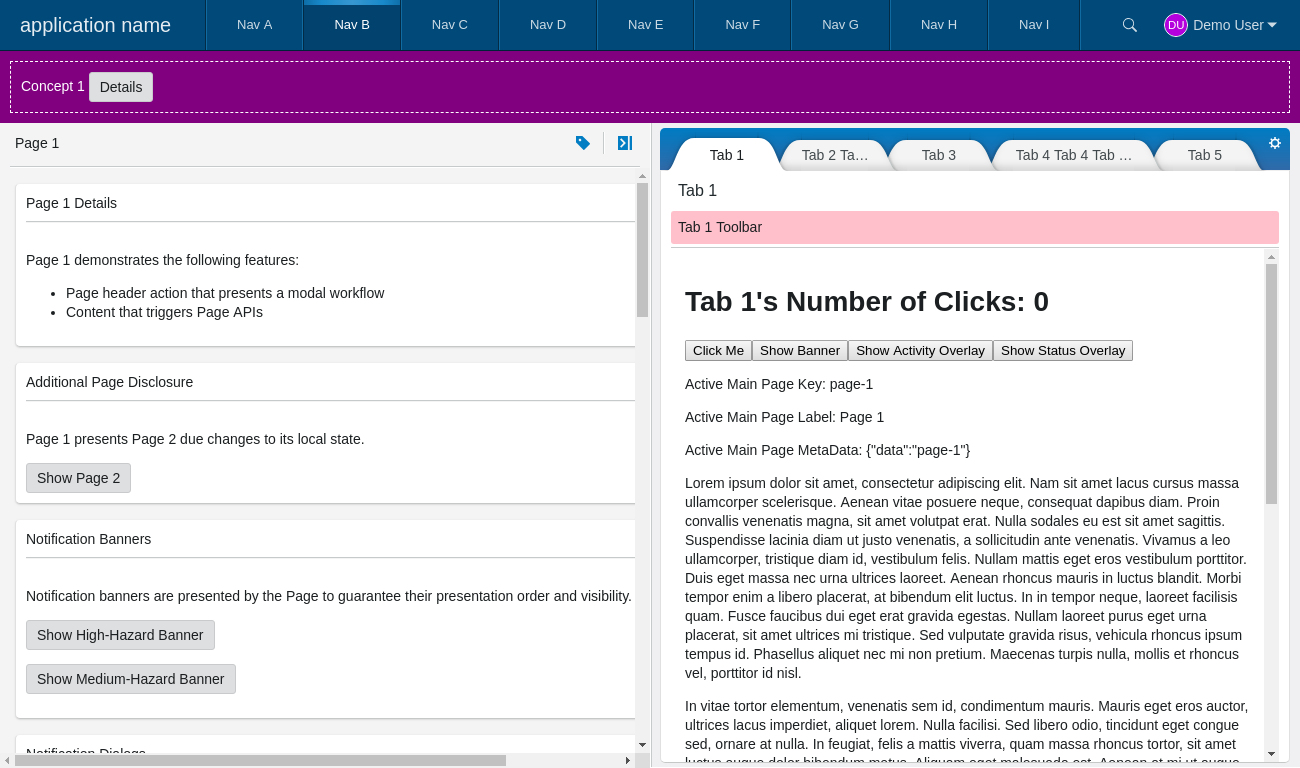 application name Nav A Nav B Nav C Nav D Nav E Nav F Nav G Nav H Nav I DU Demo User
Concept 1 Details
Page 1
Page 1 Details
Page 1 demonstrates the following features:
• Page header action that presents a modal workflow
• Content that triggers Page APIs
Additional Page Disclosure
Page 1 presents Page 2 due changes to its local state.
Show Page 2
Notification Banners
Notification banners are presented by the Page to guarantee their presentation order and visibility.
Show High-Hazard Banner
Show Medium-Hazard Banner
Notification Dialogs
Tab 1 Tab 2 Ta… Tab 3 Tab 4 Tab 4 Tab … Tab 5
Tab 1
Tab 1 Toolbar
Tab 1's Number of Clicks: 0
Click Me Show Banner Show Activity Overlay Show Status Overlay
Active Main Page Key: page-1
Active Main Page Label: Page 1
Active Main Page MetaData: {"data":"page-1"}
Lorem ipsum dolor sit amet, consectetur adipiscing elit. Nam sit amet lacus cursus massa
ullamcorper scelerisque. Aenean vitae posuere neque, consequat dapibus diam. Proin
convallis venenatis magna, sit amet volutpat erat. Nulla sodales eu est sit amet sagittis.
Suspendisse lacinia diam ut justo venenatis, a sollicitudin ante venenatis. Vivamus a leo
ullamcorper, tristique diam id, vestibulum felis. Nullam mattis eget eros vestibulum porttitor.
Duis eget massa nec urna ultrices laoreet. Aenean rhoncus mauris in luctus blandit. Morbi
tempor enim a libero placerat, at bibendum elit luctus. In in tempor neque, laoreet facilisis
quam. Fusce faucibus dui eget erat gravida egestas. Nullam laoreet purus eget urna
placerat, sit amet ultrices mi tristique. Sed vulputate gravida risus, vehicula rhoncus ipsum
tempus id. Phasellus aliquet nec mi non pretium. Maecenas turpis nulla, mollis et rhoncus
vel, porttitor id nisl.
In vitae tortor elementum, venenatis sem id, condimentum mauris. Mauris eget eros auctor,
ultrices lacus imperdiet, aliquet lorem. Nulla facilisi. Sed libero odio, tincidunt eget congue
sed, ornare at nulla. In feugiat, felis a mattis viverra, quam massa rhoncus tortor, sit amet
luctus augue dolor bibendum metus. Aliquam eget malesuada est. Aenean at mi ut augue